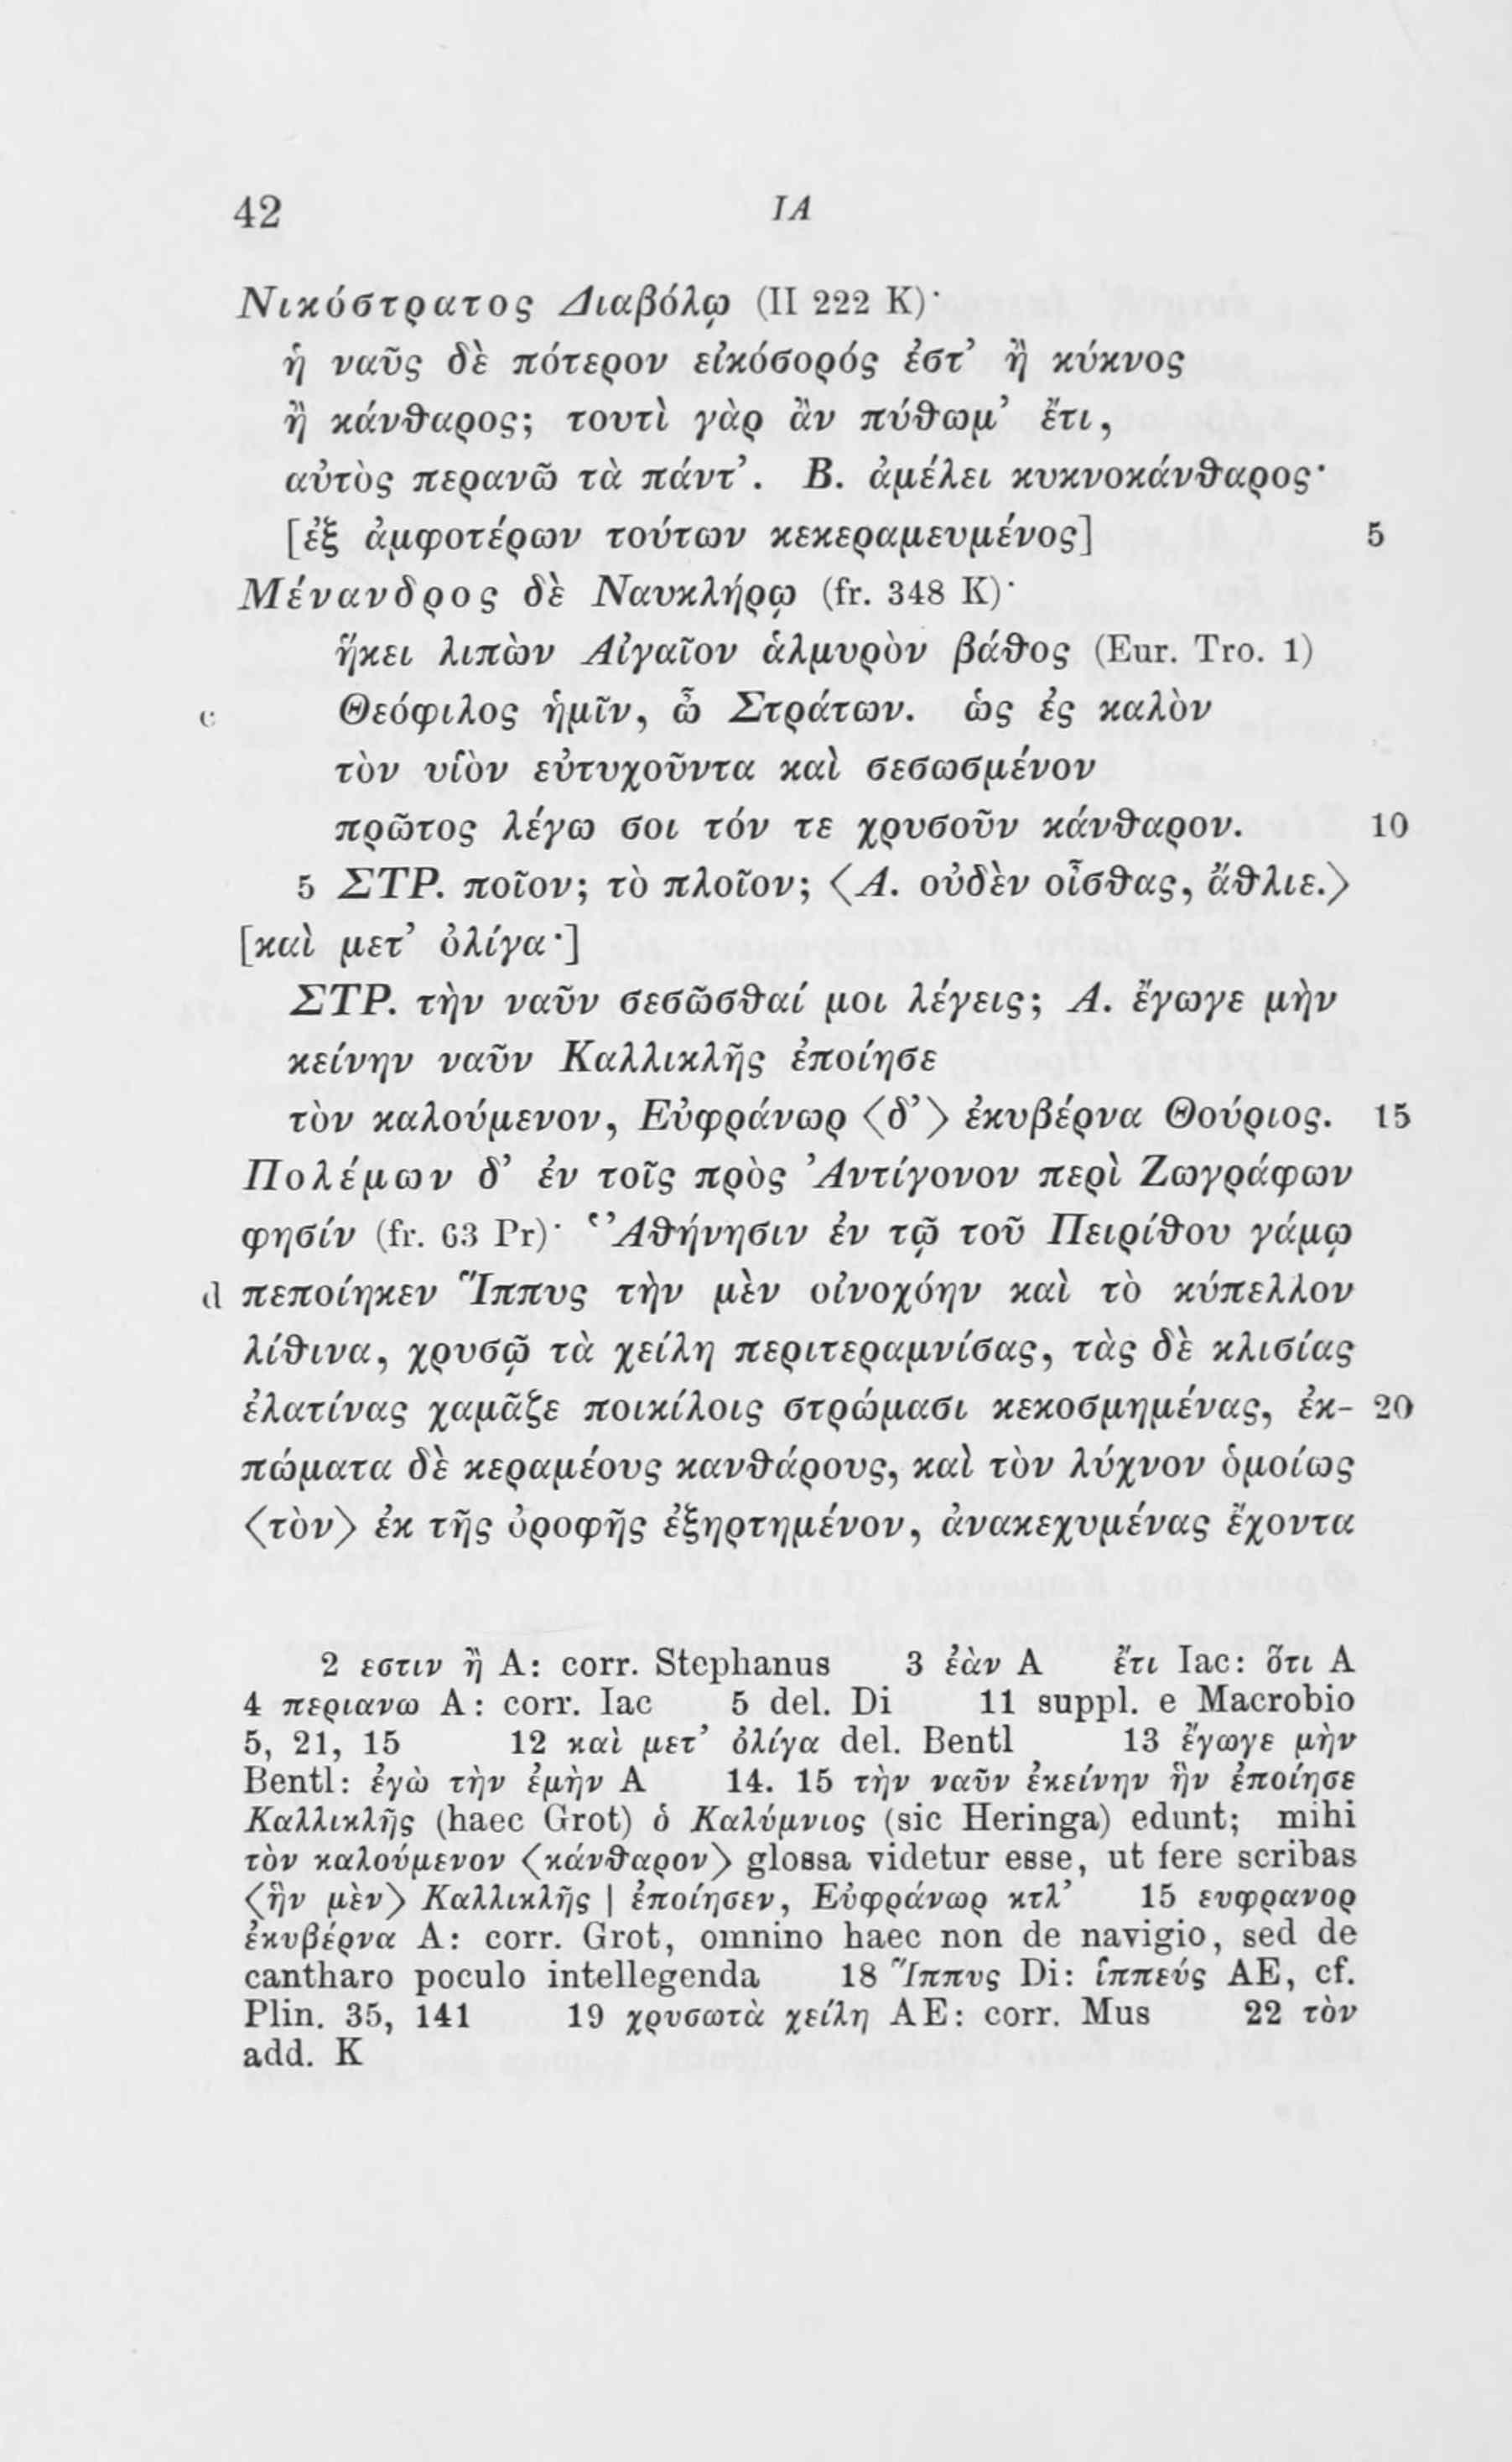 42 ΙΑ
Νικόστρατος Διαβόλῳ (II 222 K)·
ἡ ναῦς δὲ πότερον εἰκόσορός ἐστ’ ἢ κύκνος
ἢ κάνθαρος; τουτὶ γὰρ ἂν πύθωμ’ ἔτι,
αὐτὸς περανῶ τὰ πάντ’. Β. ἀμέλει κυκνοκάνθαρος·
[ἐξ ἀμφοτέρων τούτων κεκεραμευμένος] 5
Μένανδρος δὲ Ναυκλήρῳ (fr. 348 K)·
ἥκει λιπὼν Αἰγαῖον ἁλμυρὸν βάθος (Eur. Tro. 1)
c Θεόφιλος ἡμῖν, ὦ Στράτων. ὡς ἐς καλὸν
τὸν υἱὸν εὐτυχοῦντα καὶ σεσωσμένον
πρῶτος λέγω σοι τόν τε χρυσοῦν κάνθαρον. 10
5 ΣΤΡ. ποῖον; τὸ πλοῖον; ⟨Α. οὐδὲν οἶσθας, ἄθλιε.⟩
[καὶ μετ’ ὀλίγα·]
ΣΤΡ. τὴν ναῦν σεσῶσθαί μοι λέγεις; Α. ἔγωγε μὴν
κείνην ναῦν Καλλικλῆς ἐποίησε
τὸν καλούμενον, Εὐφράνωρ ⟨δ’⟩ ἐκυβέρνα Θούριος. 15
Πολέμων δ’ ἐν τοῖς πρὸς Ἀντίγονον περὶ Ζωγράφων
φησίν (fr. 63 Pr)· ‘Ἀθήνησιν ἐν τῷ τοῦ Πειρίθου γάμῳ
d πεποίηκεν Ἵππυς τὴν μὲν οἰνοχόην καὶ τὸ κύπελλον
λίθινα, χρυσῷ τὰ χείλη περιτεραμνίσας, τὰς δὲ κλισίας
ἐλατίνας χαμᾶζε ποικίλοις στρώμασι κεκοσμημένας, ἐκ- 20
πώματα δὲ κεραμέους κανθάρους, καὶ τὸν λύχνον ὁμοίως
⟨τὸν⟩ ἐκ τῆς ὀροφῆς ἐξηρτημένον, ἀνακεχυμένας ἔχοντα
2 εστιν ἢ A: corr. Stephanus 3 ἐὰν A ἔτι Iac: ὅτι A
4 περιανω A: corr. Iac 5 del. Di 11 suppl. e Macrobio
5, 21, 15 12 καὶ μετ’ ὀλίγα del. Bentl 13 ἔγωγε μὴν
Bentl: ἐγὼ τὴν ἐμὴν A 14. 15 τὴν ναῦν ἐκείνην ἣν ἐποίησε
Καλλικλῆς (haec Grot) ὁ Καλύμνιος (sic Heringa) edunt; mihi
τὸν καλούμενον ⟨κάνθαρον⟩ glossa videtur esse, ut fere scribas
⟨ἣν μὲν⟩ Καλλικλῆς | ἐποίησεν, Εὐφράνωρ κτλ’ 15 ευφρανορ
ἐκυβέρνα A: corr. Grot, omnino haec non de navigio, sed de
cantharo poculo intellegenda 18 Ἵππυς Di: ἱππεύς AE, cf.
Plin. 35, 141 19 χρυσωτὰ χείλη AE: corr. Mus 22 τὸν
add. K